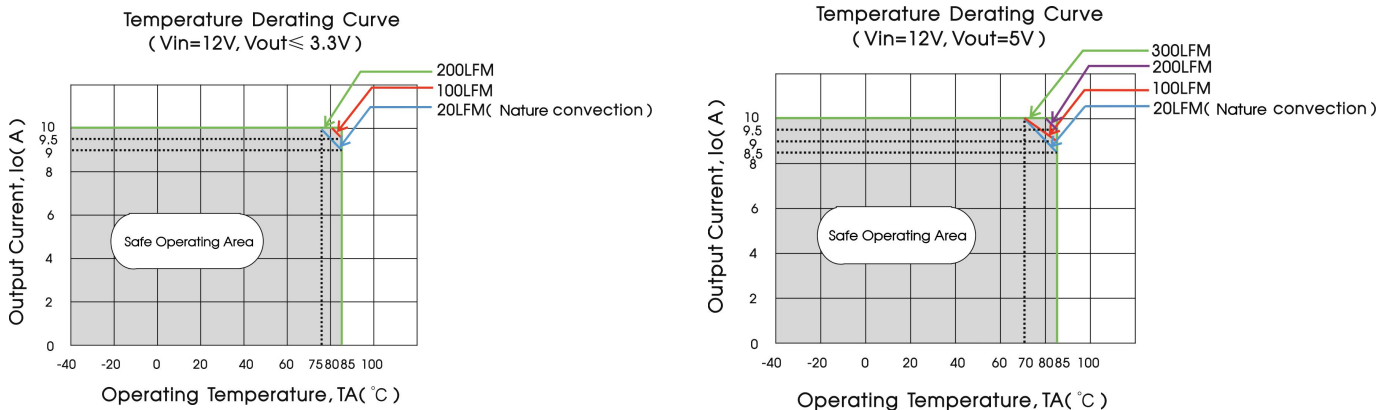 Temperature Derating Curve
( Vin=12V, Vout≤ 3.3V )
200LFM
100LFM
20LFM( Nature convection )
Output Current, Io( A )
10
9.5
9
8
6
4
2
0
Safe Operating Area
-40 -20 0 20 40 60 75 80 85 100
Operating Temperature, TA( °C )
Temperature Derating Curve
( Vin=12V, Vout=5V )
300LFM
200LFM
100LFM
20LFM( Nature convection )
Output Current, Io( A )
10
9.5
9
8.5
8
6
4
2
0
Safe Operating Area
-40 -20 0 20 40 60 70 80 85 100
Operating Temperature, TA( °C )